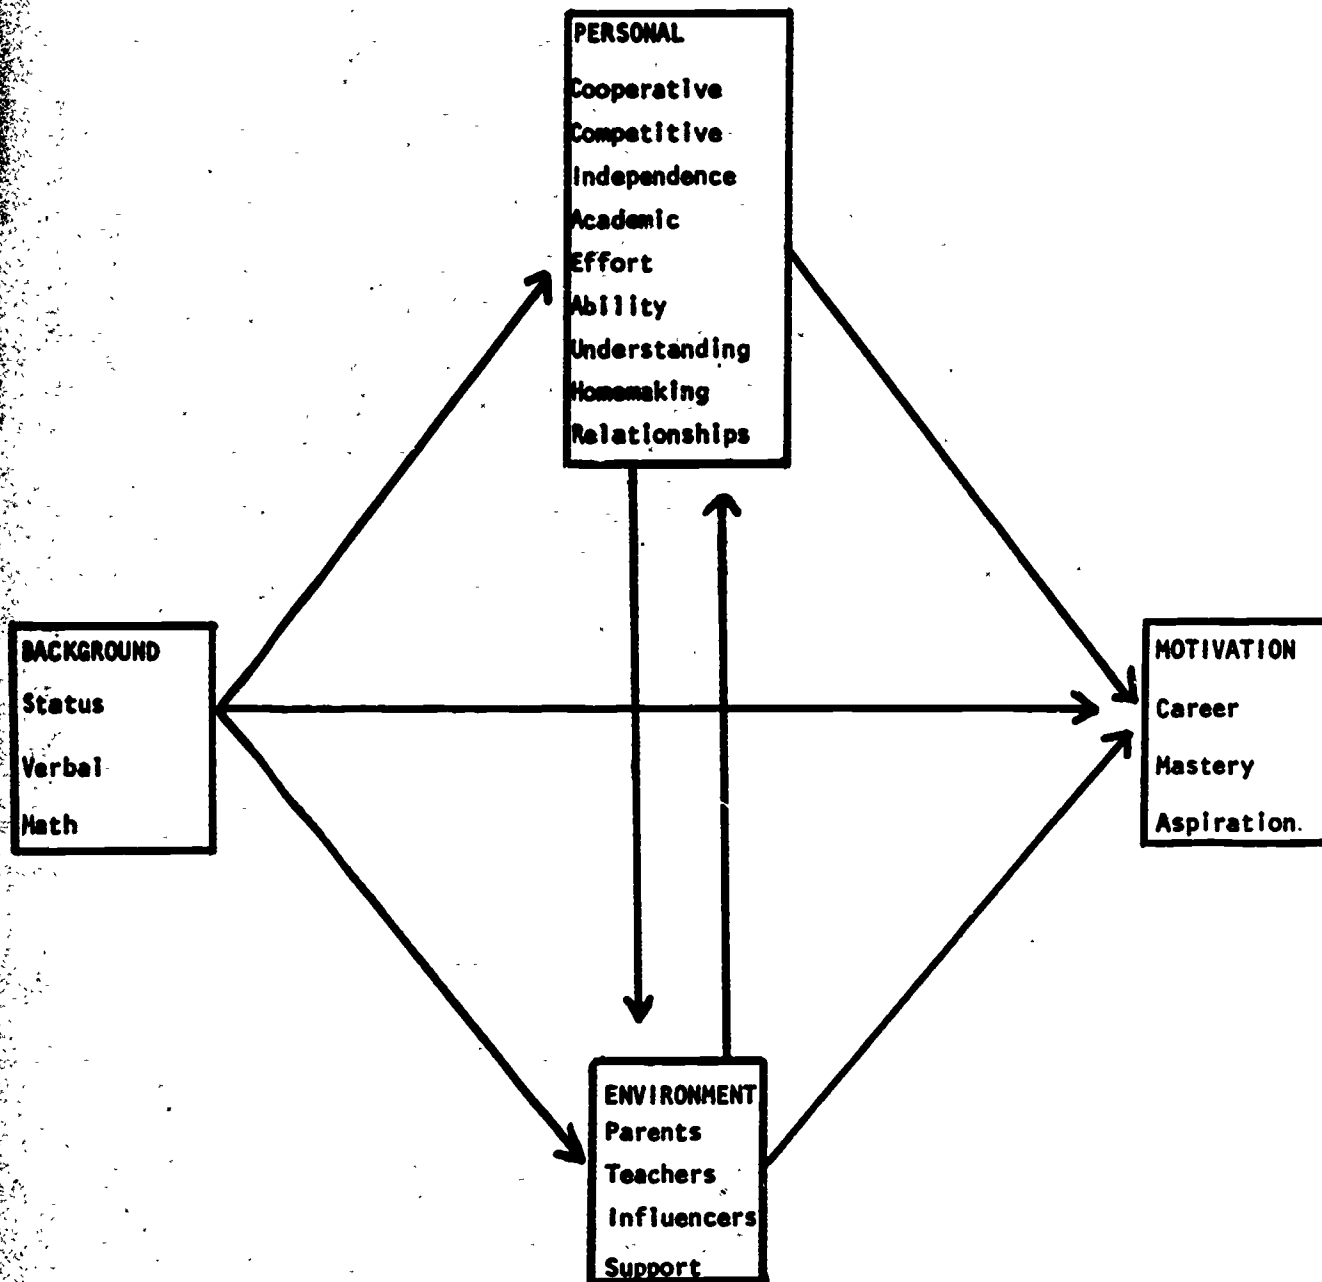 PERSONAL
Cooperative
Competitive
Independence
Academic
Effort
Ability
Understanding
Homemaking
Relationships
BACKGROUND
Status
Verbal
Math
MOTIVATION
Career
Mastery
Aspiration
ENVIRONMENT
Parents
Teachers
Influencers
Support